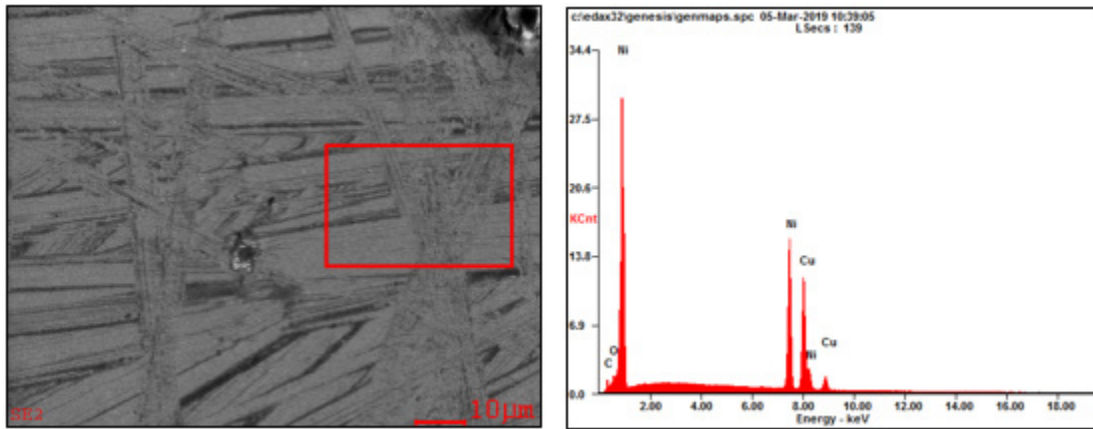 SE2
10µm
c:\edax32\genesis\genmaps.spc 05-Mar-2019 10:39:05
LSecs : 139
34.4
27.5
20.6
KCnt
13.8
6.9
0.0
Ni
O
C
Ni
Cu
Ni
Cu
2.00 4.00 6.00 8.00 10.00 12.00 14.00 16.00 18.00
Energy - keV